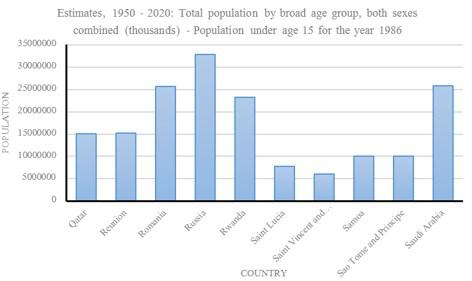 Estimates, 1950 - 2020: Total population by broad age group, both sexes
combined (thousands) - Population under age 15 for the year 1986
35000000
30000000
25000000
20000000
15000000
10000000
5000000
0
POPULATION
Qatar
Reunion
Romania
Russia
Rwanda
Saint Lucia
Saint Vincent and…
Samoa
Sao Tome and Principe
Saudi Arabia
COUNTRY